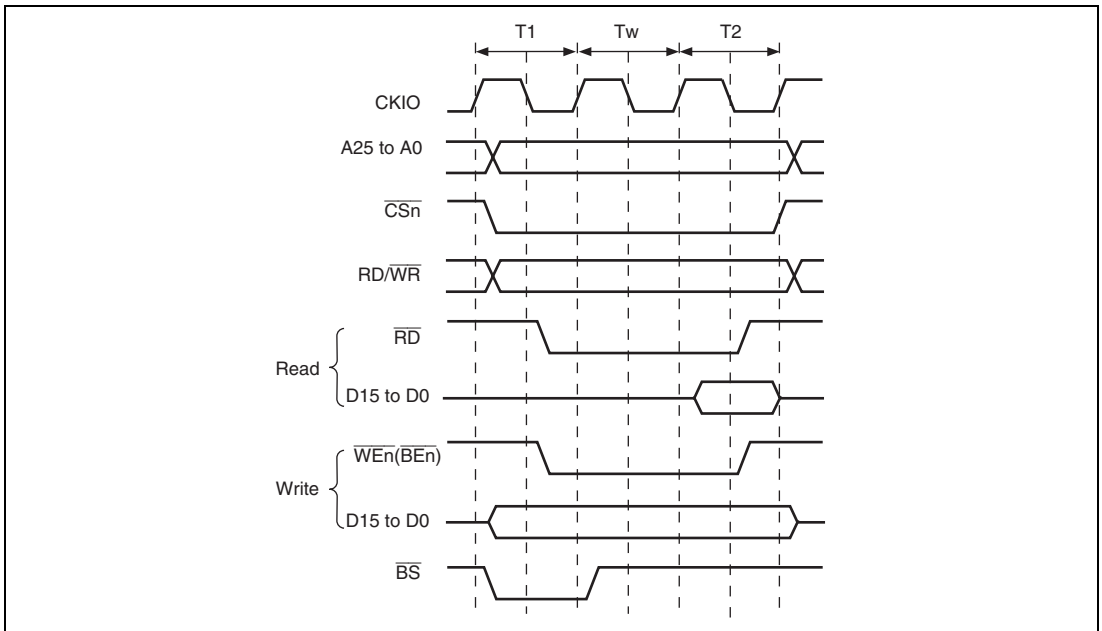 T1 Tw T2
CKIO
A25 to A0
CSn
RD/WR
RD
Read
D15 to D0
WEn(BEn)
Write
D15 to D0
BS